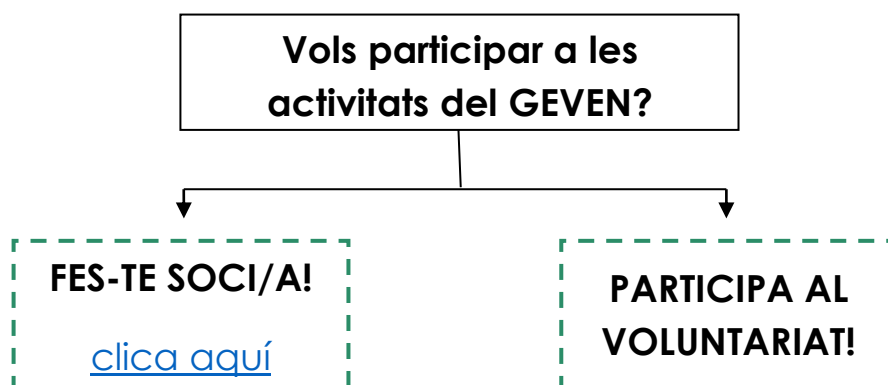 Vols participar a les
activitats del GEVEN?
FES-TE SOCI/A!
clica aquí
PARTICIPA AL
VOLUNTARIAT!